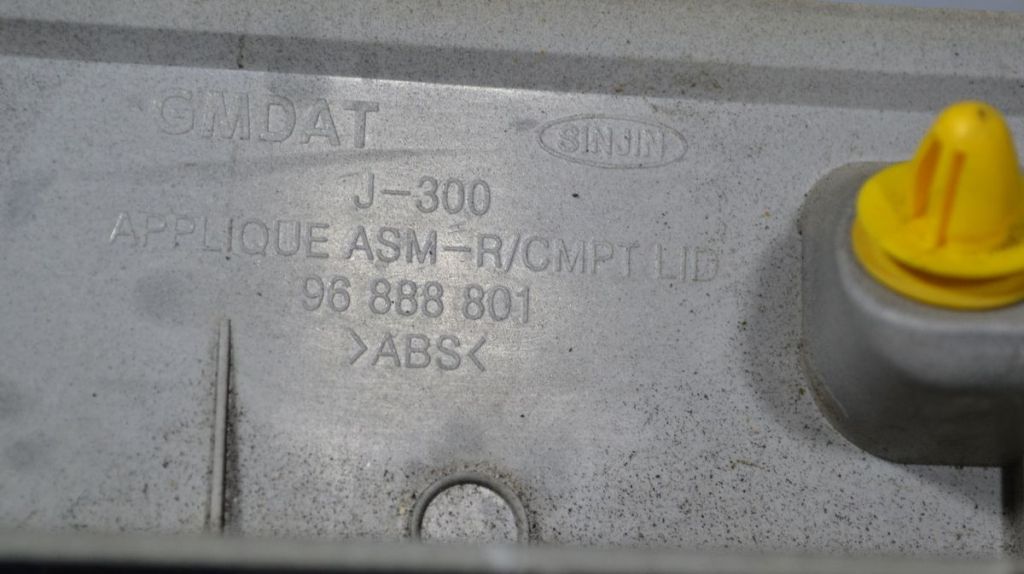 GMDAT
SINJIN
J-300
APPLIQUE ASM-R/CMPT LID
96 888 801
>ABS<